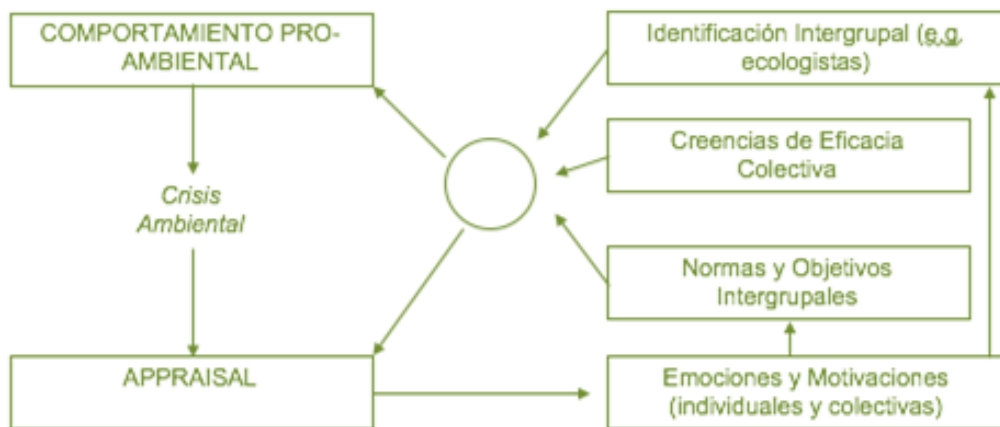 COMPORTAMIENTO PRO-
AMBIENTAL
Identificación Intergrupal (e.g.
ecologistas)
Creencias de Eficacia
Colectiva
Crisis
Ambiental
Normas y Objetivos
Intergrupales
APPRAISAL
Emociones y Motivaciones
(individuales y colectivas)